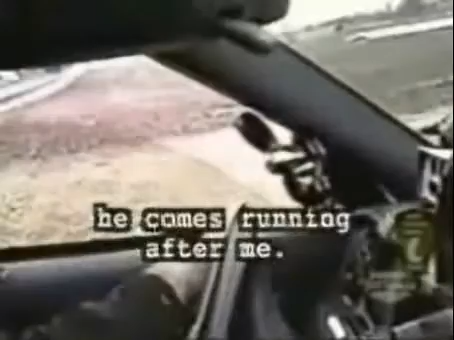 he comes running
after me.